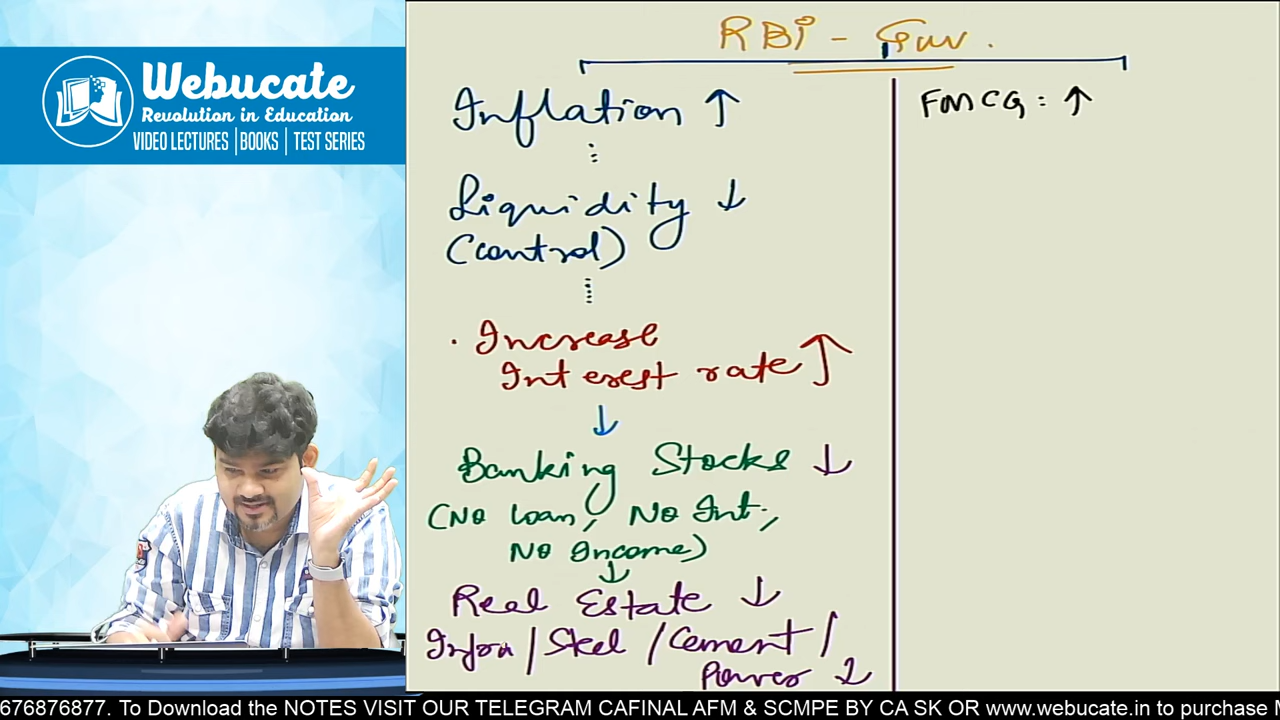 Webucate
Revolution in Education
VIDEO LECTURES | BOOKS | TEST SERIES
RBi - Gov.
Inflation ↑
Liquidity ↓
(control)
. Increase
Interest rate ↑
↓
Banking Stocks ↓
(No loan, No Int.,
No Income)
↓
Real Estate ↓
Infra / Steel / Cement /
Power ↓
FMCG : ↑
676876877. To Download the NOTES VISIT OUR TELEGRAM CAFINAL AFM & SCMPE BY CA SK OR www.webucate.in to purchase